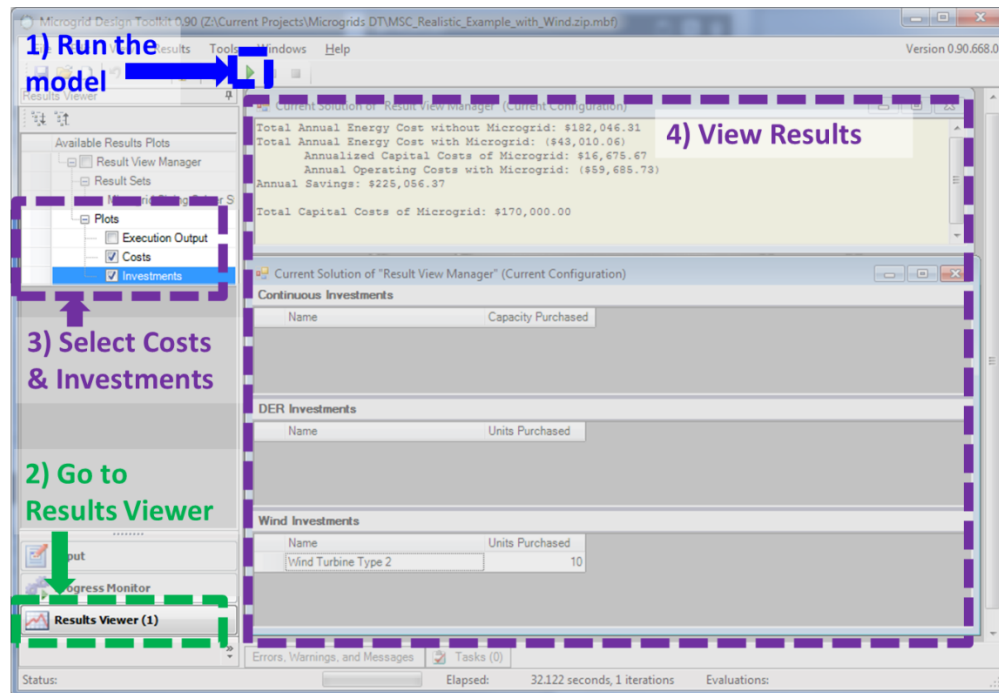 Microgrid Design Toolkit 0.90 (Z:\Current Projects\Microgrids DT\MSC_Realistic_Example_with_Wind.zip.mbf)
Results Tools Windows Help Version 0.90.668.0
1) Run the
model
Results Viewer
Available Results Plots
Result View Manager
Result Sets
Plots
Execution Output
Costs
Investments
3) Select Costs
& Investments
2) Go to
Results Viewer
Input
Progress Monitor
Results Viewer (1)
Current Solution of "Result View Manager" (Current Configuration)
4) View Results
Total Annual Energy Cost without Microgrid: $182,046.31
Total Annual Energy Cost with Microgrid: ($43,010.06)
Annualized Capital Costs of Microgrid: $16,675.67
Annual Operating Costs with Microgrid: ($59,685.73)
Annual Savings: $225,056.37
Total Capital Costs of Microgrid: $170,000.00
Current Solution of "Result View Manager" (Current Configuration)
Continuous Investments
Name Capacity Purchased
DER Investments
Name Units Purchased
Wind Investments
Name Units Purchased
Wind Turbine Type 2 10
Errors, Warnings, and Messages Tasks (0)
Status: Elapsed: 32.122 seconds, 1 iterations Evaluations: